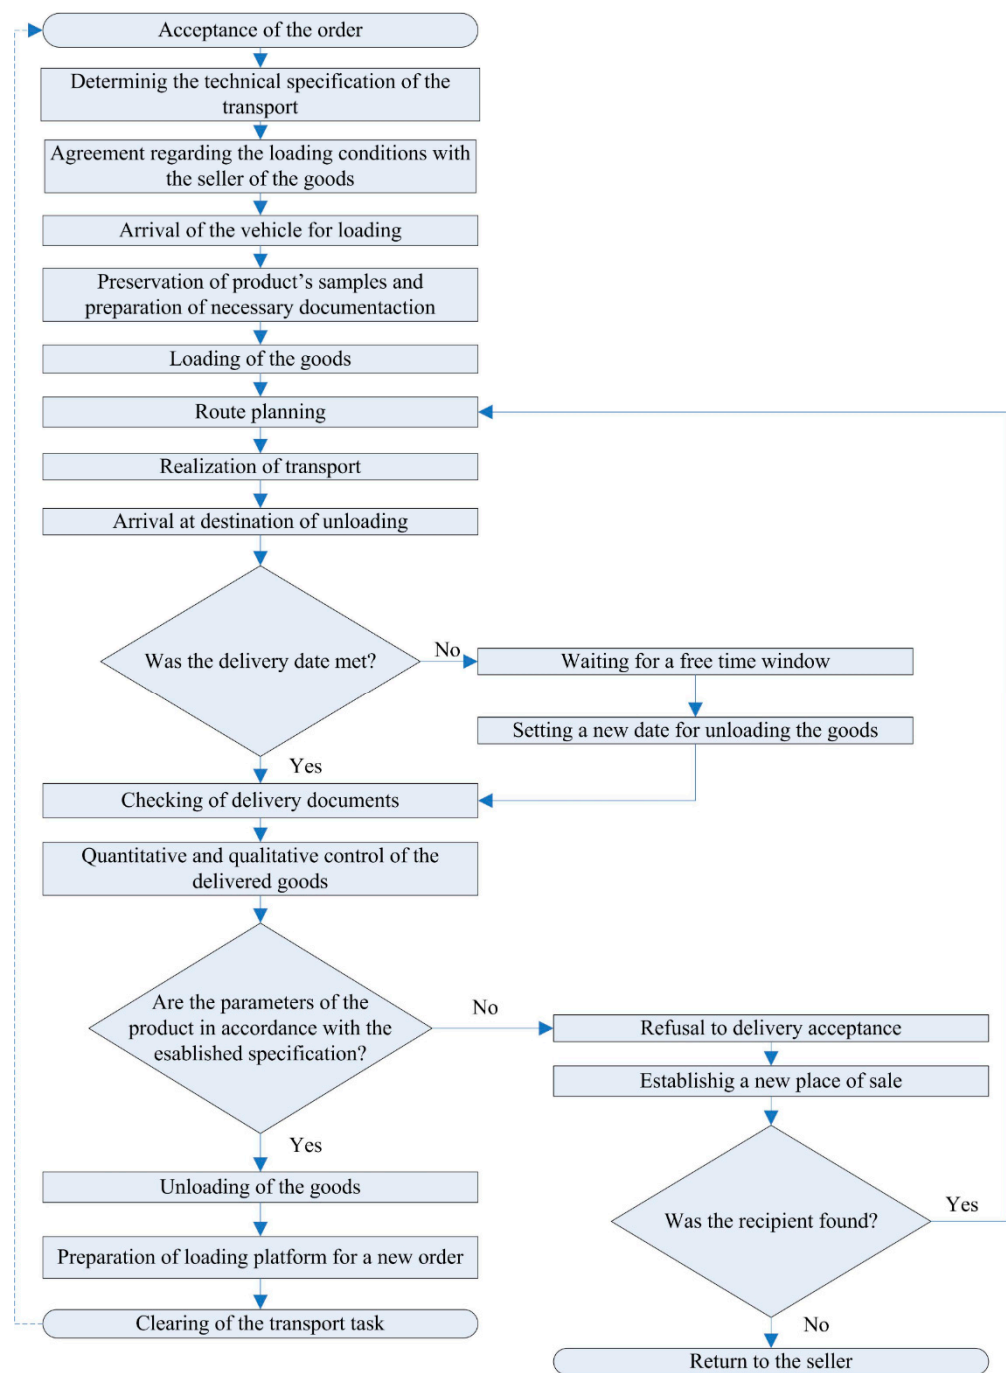 Acceptance of the order
Determinig the technical specification of the
transport
Agreement regarding the loading conditions with
the seller of the goods
Arrival of the vehicle for loading
Preservation of product’s samples and
preparation of necessary documentaction
Loading of the goods
Route planning
Realization of transport
Arrival at destination of unloading
Was the delivery date met?
No
Waiting for a free time window
Setting a new date for unloading the goods
Yes
Checking of delivery documents
Quantitative and qualitative control of the
delivered goods
Are the parameters of the
product in accordance with the
esablished specification?
No
Refusal to delivery acceptance
Establishig a new place of sale
Yes
Unloading of the goods
Was the recipient found?
Yes
Preparation of loading platform for a new order
Clearing of the transport task
No
Return to the seller